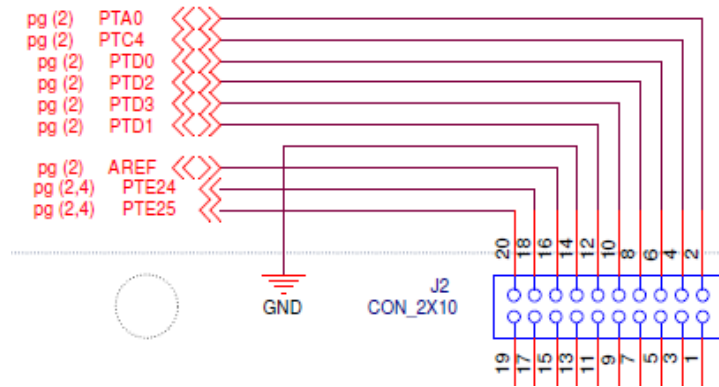 pg (2) PTA0
pg (2) PTC4
pg (2) PTD0
pg (2) PTD2
pg (2) PTD3
pg (2) PTD1
pg (2) AREF
pg (2,4) PTE24
pg (2,4) PTE25
20 18 16 14 12 10 8 6 4 2
J2
GND CON_2X10
19 17 15 13 11 9 7 5 3 1